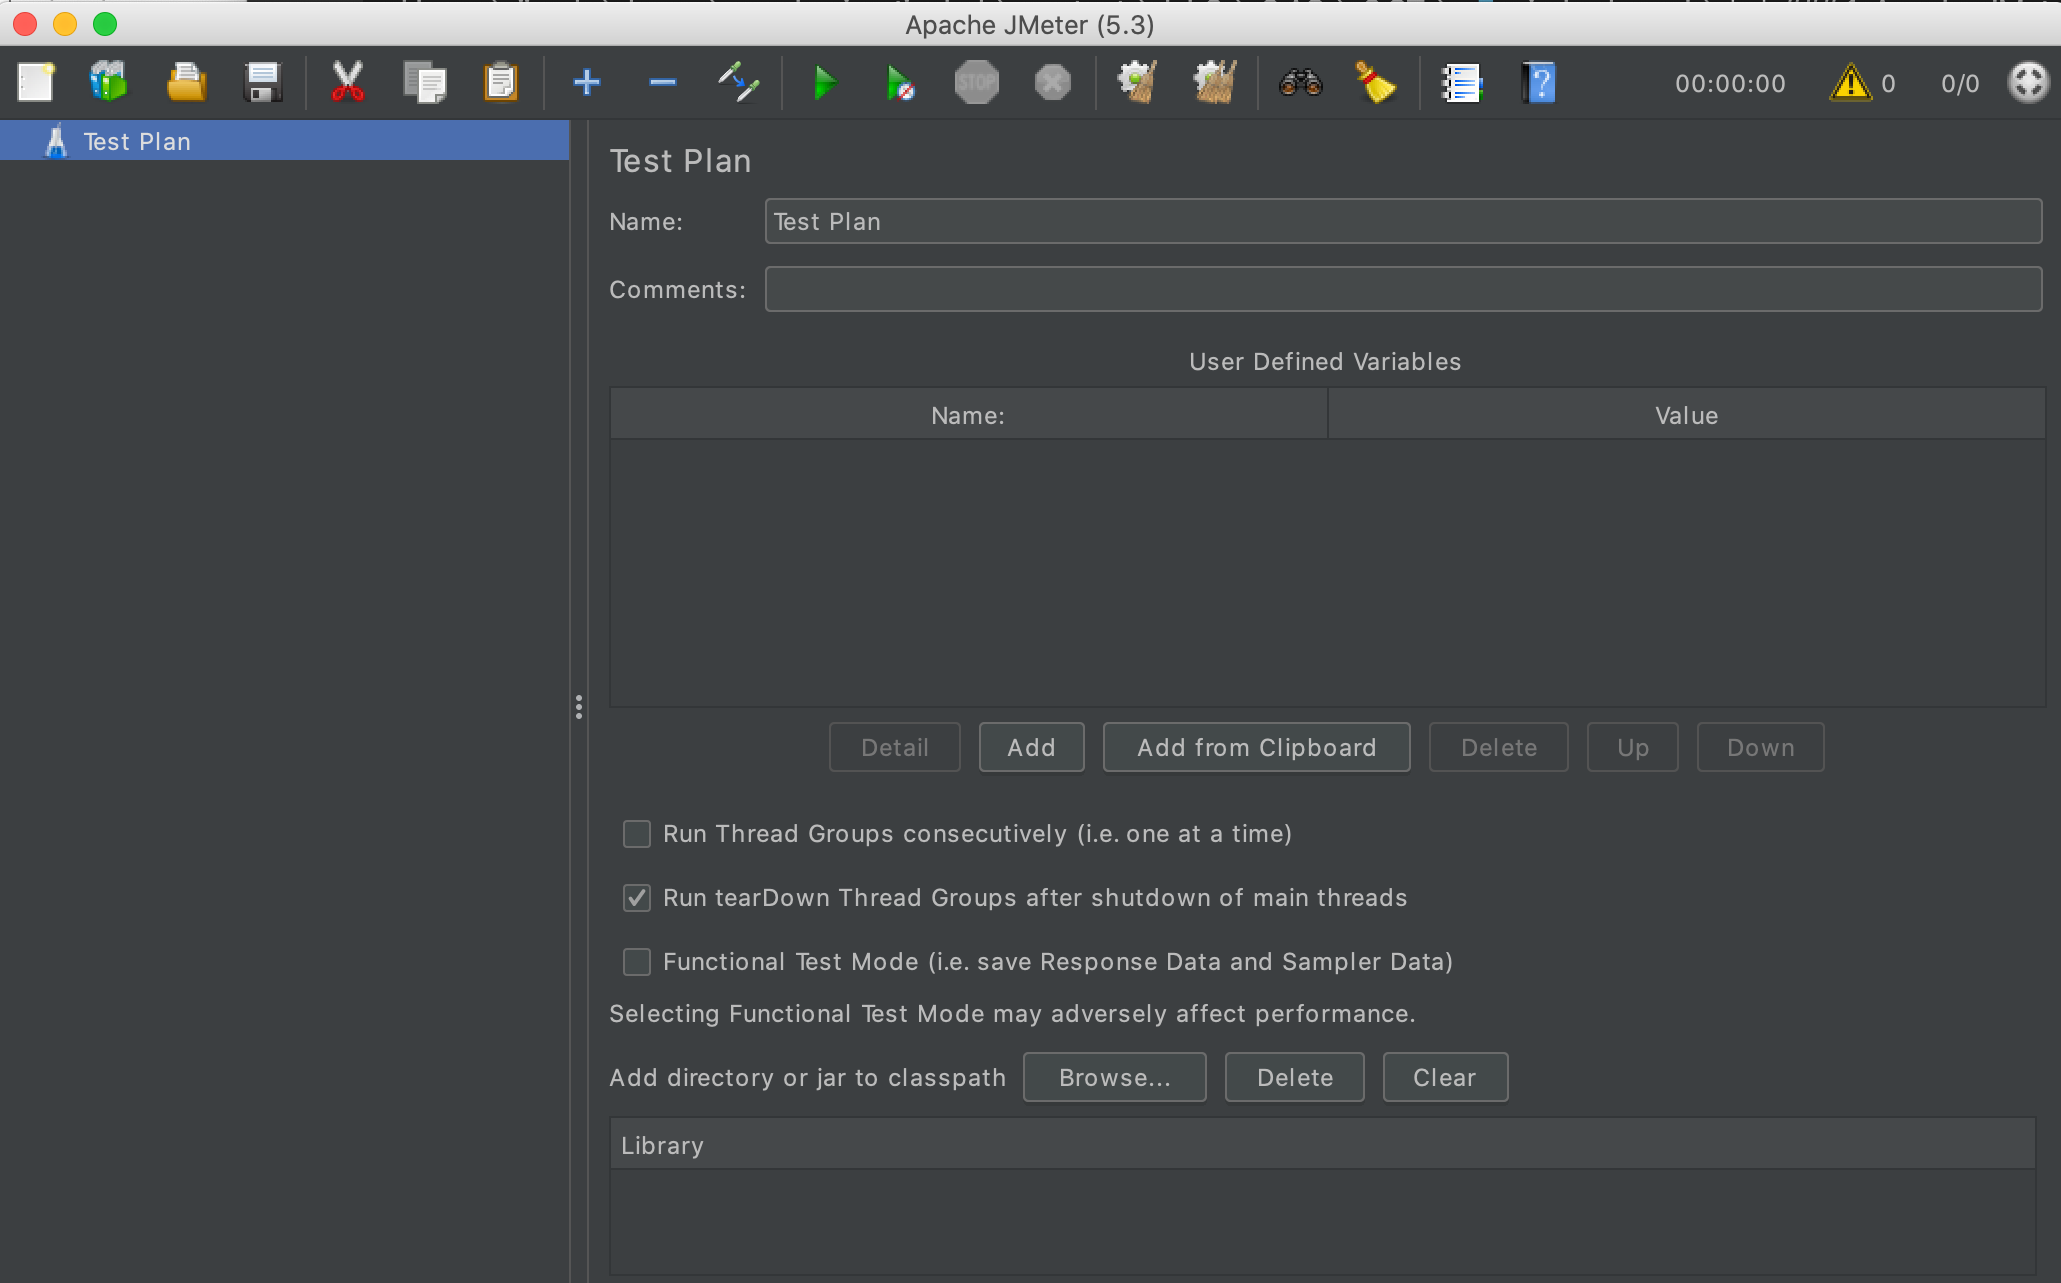 Apache JMeter (5.3)
STOP
00:00:00
0
0/0
Test Plan
Test Plan
Name:
Test Plan
Comments:
User Defined Variables
Name:
Value
Detail
Add
Add from Clipboard
Delete
Up
Down
Run Thread Groups consecutively (i.e. one at a time)
Run tearDown Thread Groups after shutdown of main threads
Functional Test Mode (i.e. save Response Data and Sampler Data)
Selecting Functional Test Mode may adversely affect performance.
Add directory or jar to classpath
Browse...
Delete
Clear
Library